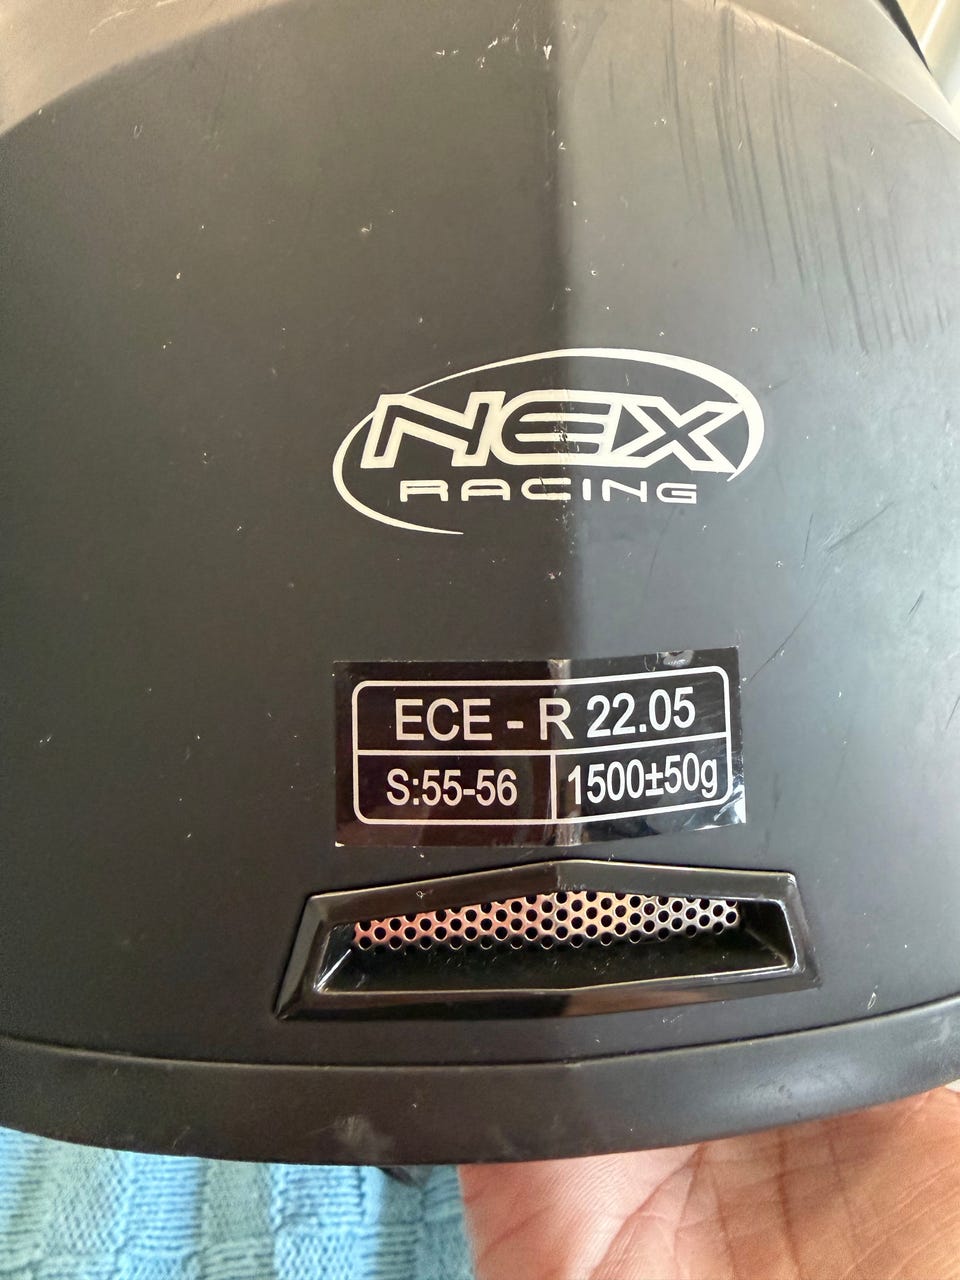 NEX
RACING
ECE - R 22.05
S:55-56 1500±50g